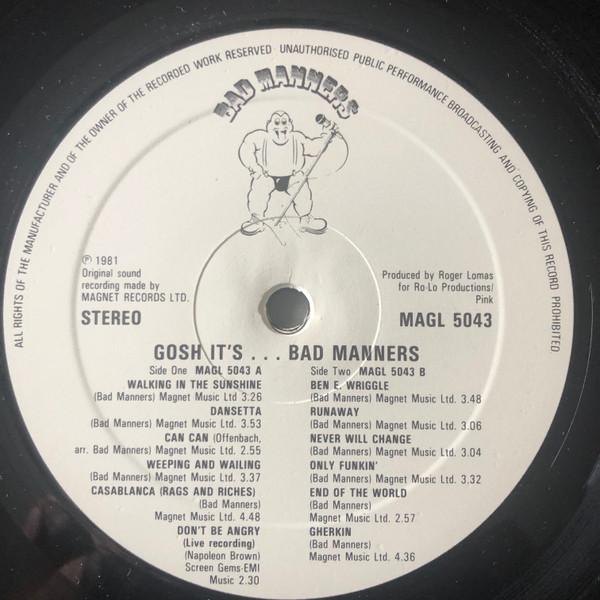 ALL RIGHTS OF THE MANUFACTURER AND OF THE OWNER OF THE RECORDED WORK RESERVED UNAUTHORISED PUBLIC PERFORMANCE BROADCASTING AND COPYING OF THIS RECORD PROHIBITED
BAD MANNERS
℗ 1981
Original sound
recording made by
MAGNET RECORDS LTD.
STEREO
Produced by Roger Lomas
for Ro-Lo Productions/
Pink
MAGL 5043
GOSH IT'S . . . BAD MANNERS
Side One MAGL 5043 A
WALKING IN THE SUNSHINE
(Bad Manners) Magnet Music Ltd. 3.26
DANSETTA
(Bad Manners) Magnet Music Ltd. 3.53
CAN CAN (Offenbach,
arr. Bad Manners) Magnet Music Ltd. 2.55
WEEPING AND WAILING
(Bad Manners) Magnet Music Ltd. 3.37
CASABLANCA (RAGS AND RICHES)
(Bad Manners)
Magnet Music Ltd. 4.48
DON'T BE ANGRY
(Live recording)
(Napoleon Brown)
Screen Gems-EMI
Music 2.30
Side Two MAGL 5043 B
BEN E. WRIGGLE
(Bad Manners) Magnet Music Ltd. 3.48
RUNAWAY
(Bad Manners) Magnet Music Ltd. 3.06
NEVER WILL CHANGE
(Bad Manners) Magnet Music Ltd. 3.04
ONLY FUNKIN'
(Bad Manners) Magnet Music Ltd. 3.32
END OF THE WORLD
(Bad Manners)
Magnet Music Ltd. 2.57
GHERKIN
(Bad Manners)
Magnet Music Ltd. 4.36